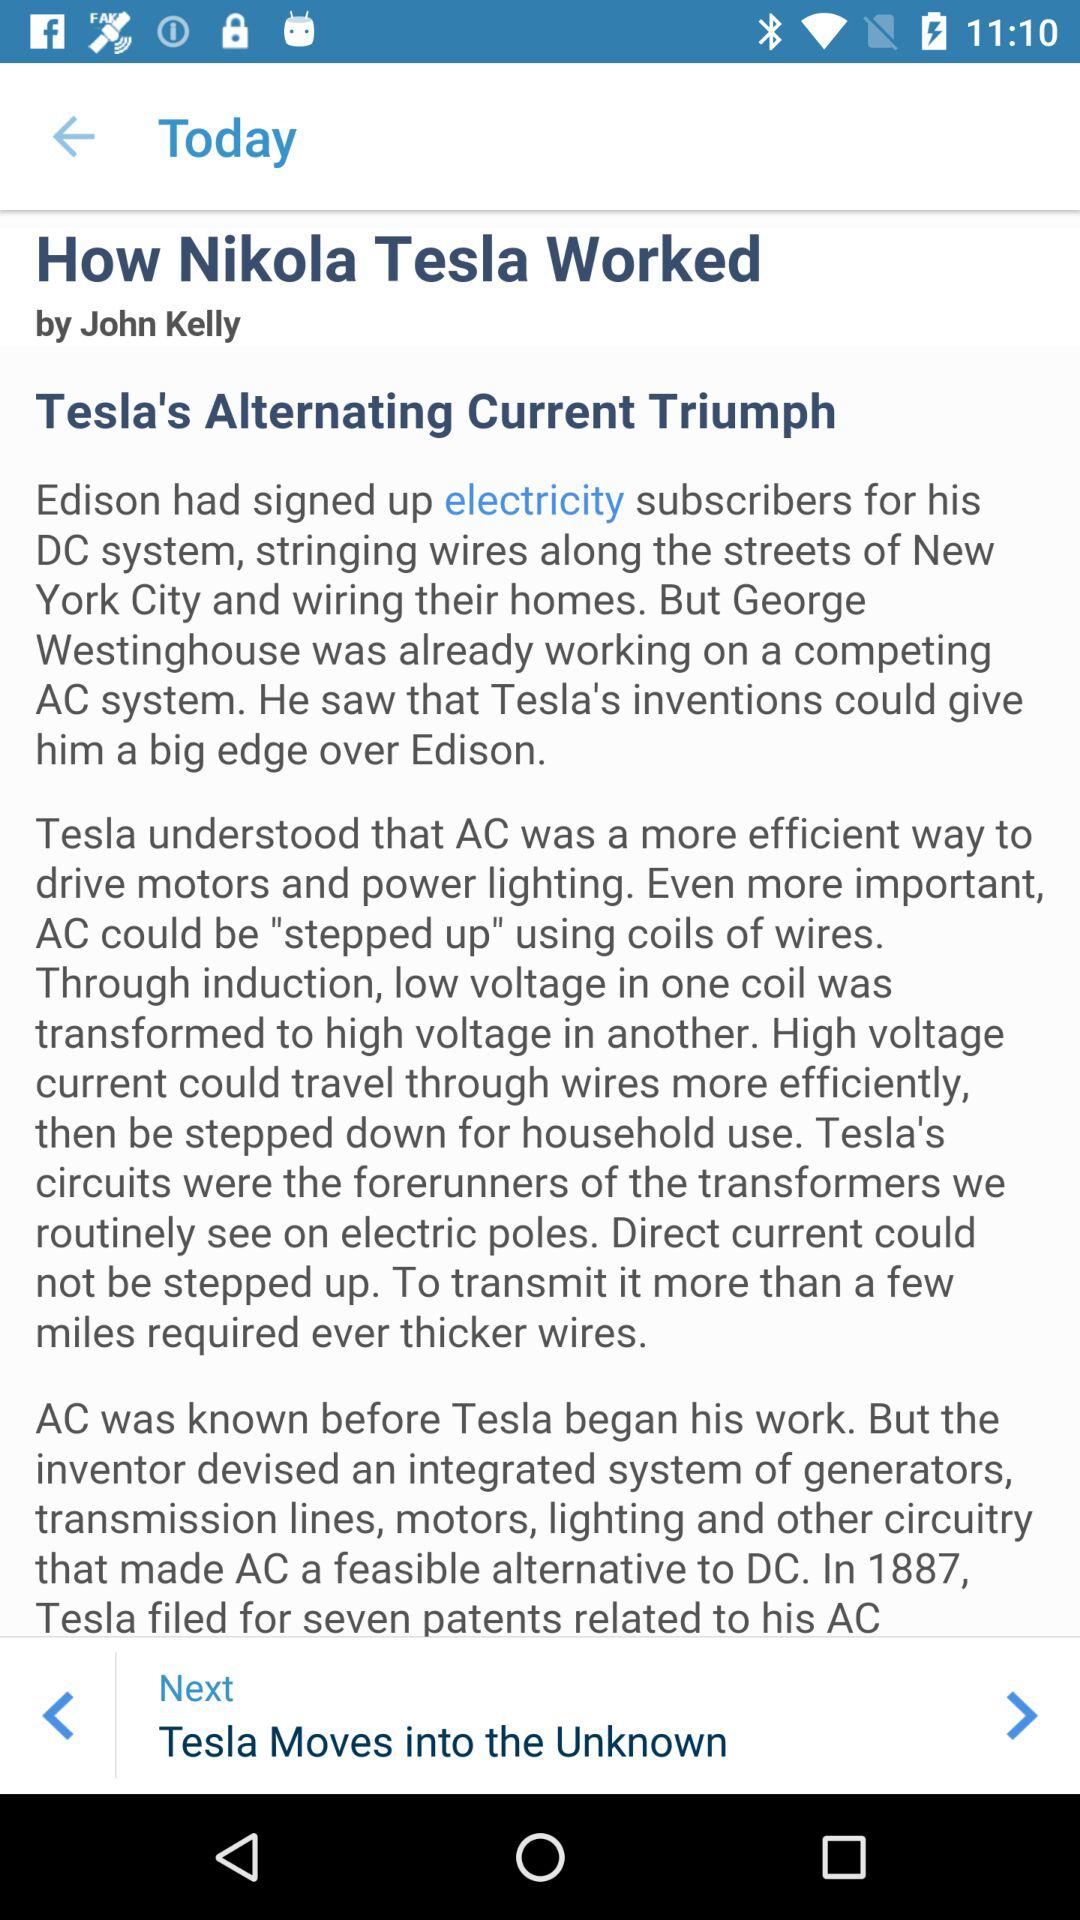 FAKE
11:10
Today
How Nikola Tesla Worked
by John Kelly
Tesla's Alternating Current Triumph
Edison had signed up electricity subscribers for his
DC system, stringing wires along the streets of New
York City and wiring their homes. But George
Westinghouse was already working on a competing
AC system. He saw that Tesla's inventions could give
him a big edge over Edison.
Tesla understood that AC was a more efficient way to
drive motors and power lighting. Even more important,
AC could be "stepped up" using coils of wires.
Through induction, low voltage in one coil was
transformed to high voltage in another. High voltage
current could travel through wires more efficiently,
then be stepped down for household use. Tesla's
circuits were the forerunners of the transformers we
routinely see on electric poles. Direct current could
not be stepped up. To transmit it more than a few
miles required ever thicker wires.
AC was known before Tesla began his work. But the
inventor devised an integrated system of generators,
transmission lines, motors, lighting and other circuitry
that made AC a feasible alternative to DC. In 1887,
Tesla filed for seven patents related to his AC
Next
Tesla Moves into the Unknown